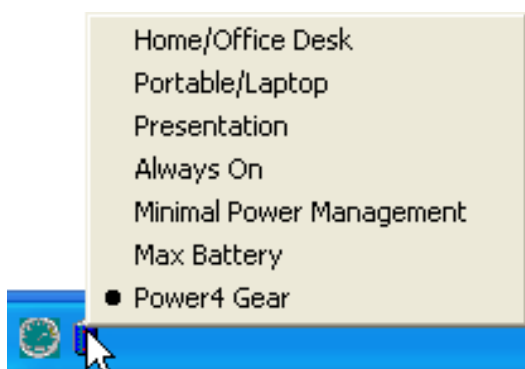 Home/Office Desk
Portable/Laptop
Presentation
Always On
Minimal Power Management
Max Battery
Power4 Gear